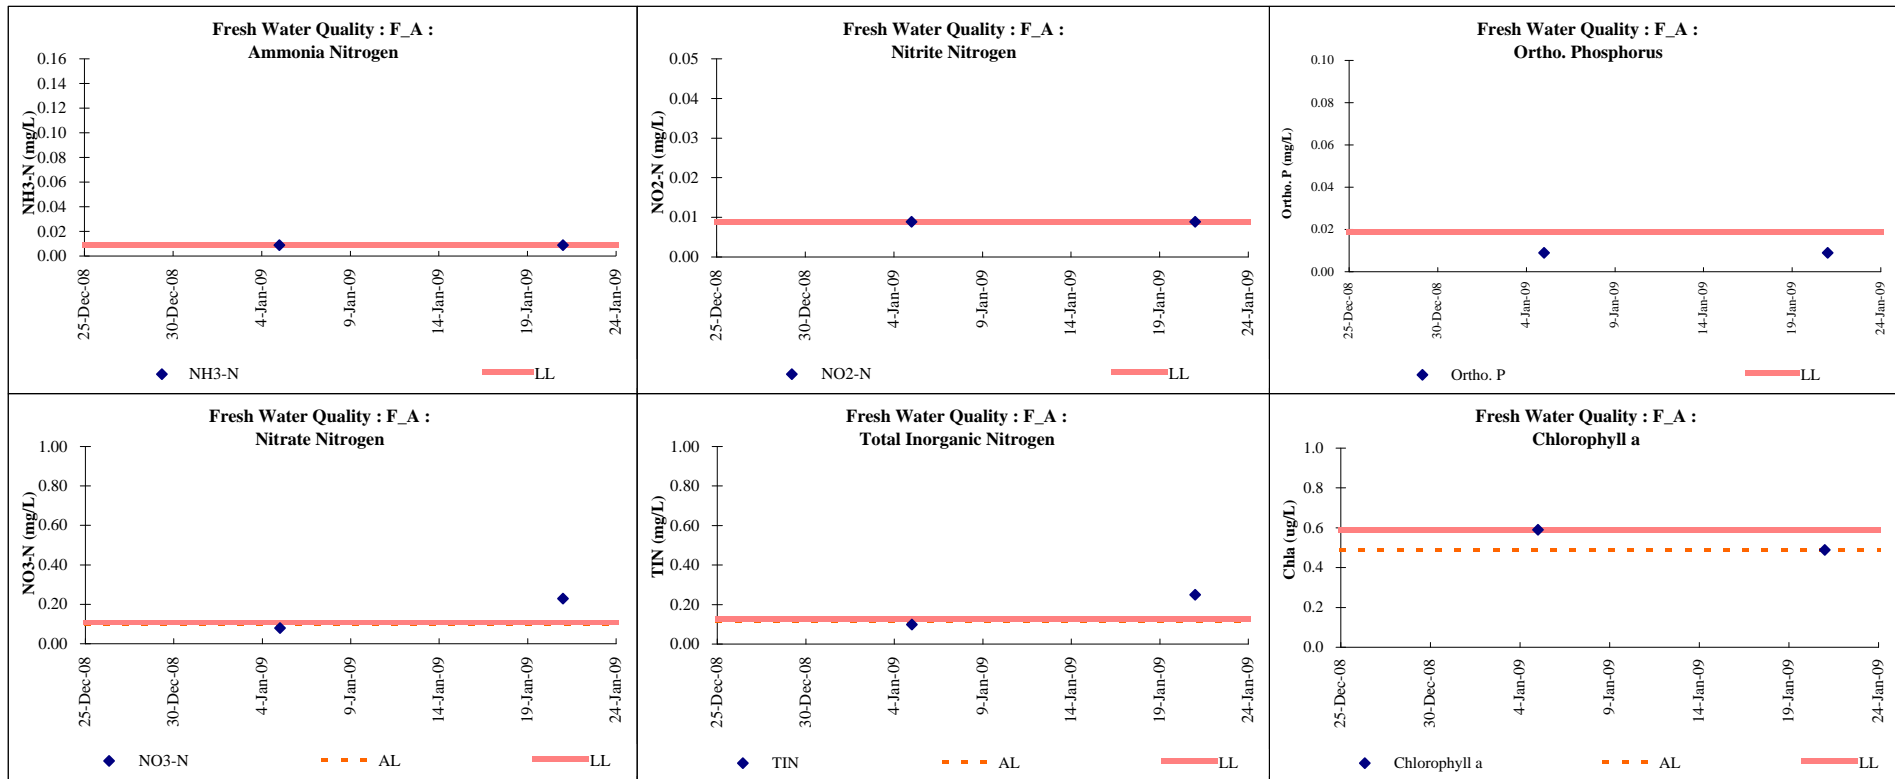 Fresh Water Quality : F_A :
Ammonia Nitrogen
NH3-N (mg/L)
0.16
0.14
0.12
0.10
0.08
0.06
0.04
0.02
0.00
25-Dec-08
30-Dec-08
4-Jan-09
9-Jan-09
14-Jan-09
19-Jan-09
24-Jan-09
NH3-N
LL
Fresh Water Quality : F_A :
Nitrite Nitrogen
NO2-N (mg/L)
0.05
0.04
0.03
0.02
0.01
0.00
25-Dec-08
30-Dec-08
4-Jan-09
9-Jan-09
14-Jan-09
19-Jan-09
24-Jan-09
NO2-N
LL
Fresh Water Quality : F_A :
Ortho. Phosphorus
Ortho. P (mg/L)
0.10
0.08
0.06
0.04
0.02
0.00
25-Dec-08
30-Dec-08
4-Jan-09
9-Jan-09
14-Jan-09
19-Jan-09
24-Jan-09
Ortho. P
LL
Fresh Water Quality : F_A :
Nitrate Nitrogen
NO3-N (mg/L)
1.00
0.80
0.60
0.40
0.20
0.00
25-Dec-08
30-Dec-08
4-Jan-09
9-Jan-09
14-Jan-09
19-Jan-09
24-Jan-09
NO3-N
AL
LL
Fresh Water Quality : F_A :
Total Inorganic Nitrogen
TIN (mg/L)
1.00
0.80
0.60
0.40
0.20
0.00
25-Dec-08
30-Dec-08
4-Jan-09
9-Jan-09
14-Jan-09
19-Jan-09
24-Jan-09
TIN
AL
LL
Fresh Water Quality : F_A :
Chlorophyll a
Chla (ug/L)
1.0
0.8
0.6
0.4
0.2
0.0
25-Dec-08
30-Dec-08
4-Jan-09
9-Jan-09
14-Jan-09
19-Jan-09
24-Jan-09
Chlorophyll a
AL
LL